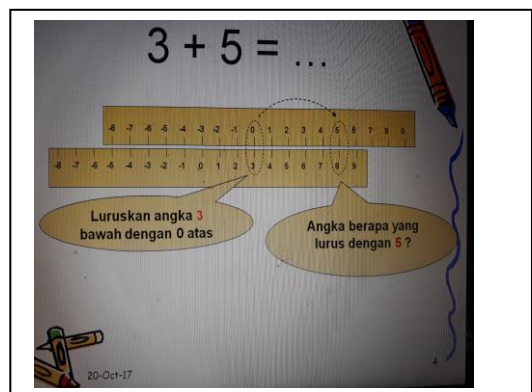 3 + 5 = ...
-8 -7 -6 -5 -4 -3 -2 -1 0 1 2 3 4 5 6 7 8 9
-8 -7 -6 -5 -4 -3 -2 -1 0 1 2 3 4 5 6 7 8 9
Luruskan angka 3
bawah dengan 0 atas
Angka berapa yang
lurus dengan 5 ?
20-Oct-17
4